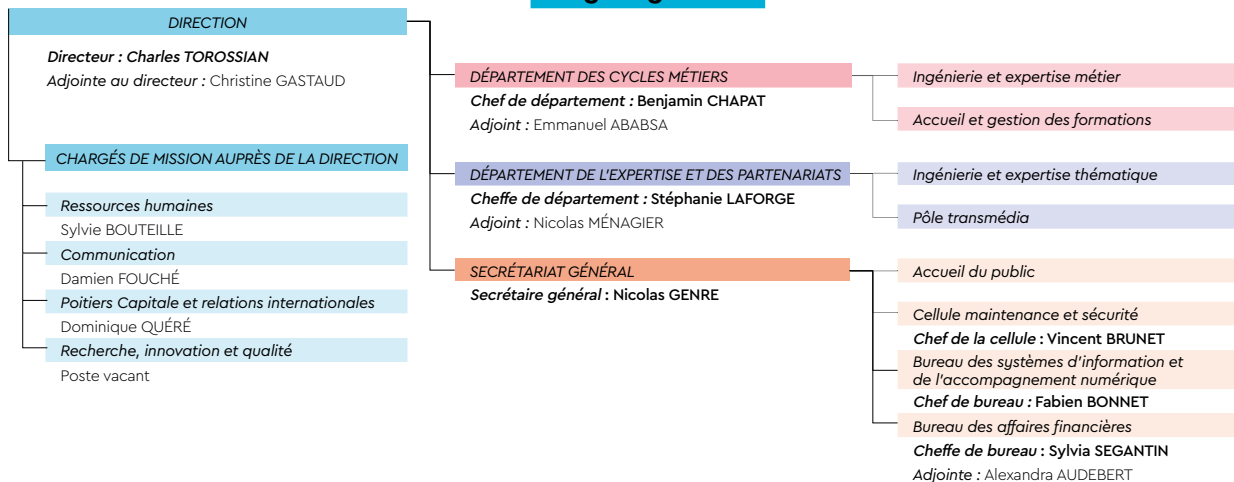 DIRECTION
Directeur : Charles TOROSSIAN
Adjointe au directeur : Christine GASTAUD
CHARGÉS DE MISSION AUPRÈS DE LA DIRECTION
Ressources humaines
Sylvie BOUTEILLE
Communication
Damien FOUCHÉ
Poitiers Capitale et relations internationales
Dominique QUÉRÉ
Recherche, innovation et qualité
Poste vacant
DÉPARTEMENT DES CYCLES MÉTIERS
Chef de département : Benjamin CHAPAT
Adjoint : Emmanuel ABABSA
Ingénierie et expertise métier
Accueil et gestion des formations
DÉPARTEMENT DE L'EXPERTISE ET DES PARTENARIATS
Cheffe de département : Stéphanie LAFORGE
Adjoint : Nicolas MÉNAGIER
Ingénierie et expertise thématique
Pôle transmédia
SECRÉTARIAT GÉNÉRAL
Secrétaire général : Nicolas GENRE
Accueil du public
Cellule maintenance et sécurité
Chef de la cellule : Vincent BRUNET
Bureau des systèmes d'information et
de l'accompagnement numérique
Chef de bureau : Fabien BONNET
Bureau des affaires financières
Cheffe de bureau : Sylvia SEGANTIN
Adjointe : Alexandra AUDEBERT